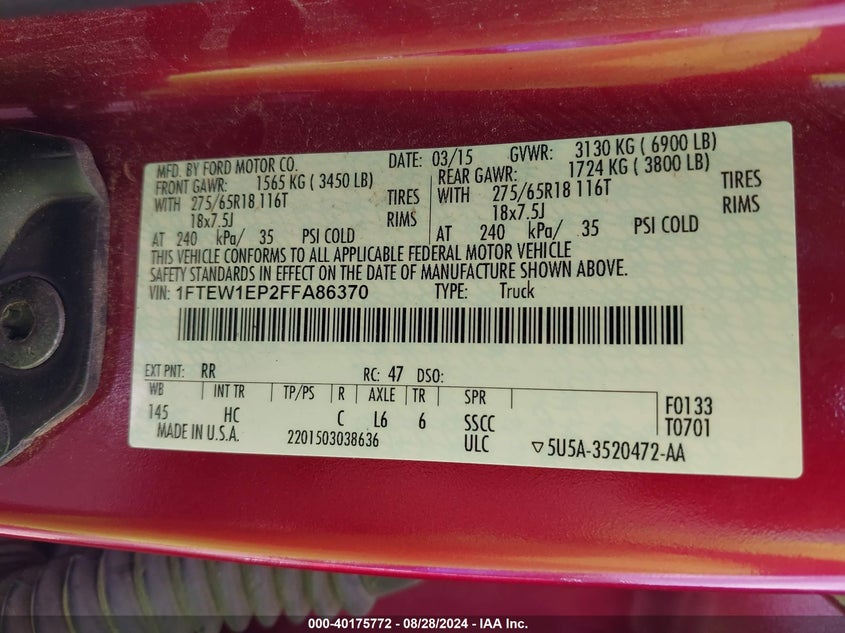 MFD. BY FORD MOTOR CO. DATE: 03/15 GVWR: 3130 KG ( 6900 LB)
FRONT GAWR: 1565 KG ( 3450 LB) REAR GAWR: 1724 KG ( 3800 LB)
WITH 275/65R18 116T TIRES WITH 275/65R18 116T TIRES
18x7.5J RIMS 18x7.5J RIMS
AT 240 kPa/ 35 PSI COLD AT 240 kPa/ 35 PSI COLD
THIS VEHICLE CONFORMS TO ALL APPLICABLE FEDERAL MOTOR VEHICLE
SAFETY STANDARDS IN EFFECT ON THE DATE OF MANUFACTURE SHOWN ABOVE.
VIN: 1FTEW1EP2FFA86370 TYPE: Truck
EXT PNT: RR RC: 47 DSO:
WB INT TR TP/PS R AXLE TR SPR
145 HC C L6 6 SSCC F0133
MADE IN U.S.A. 2201503038636 ULC T0701
▽5U5A-3520472-AA
000-40175772 - 08/28/2024 - IAA Inc.